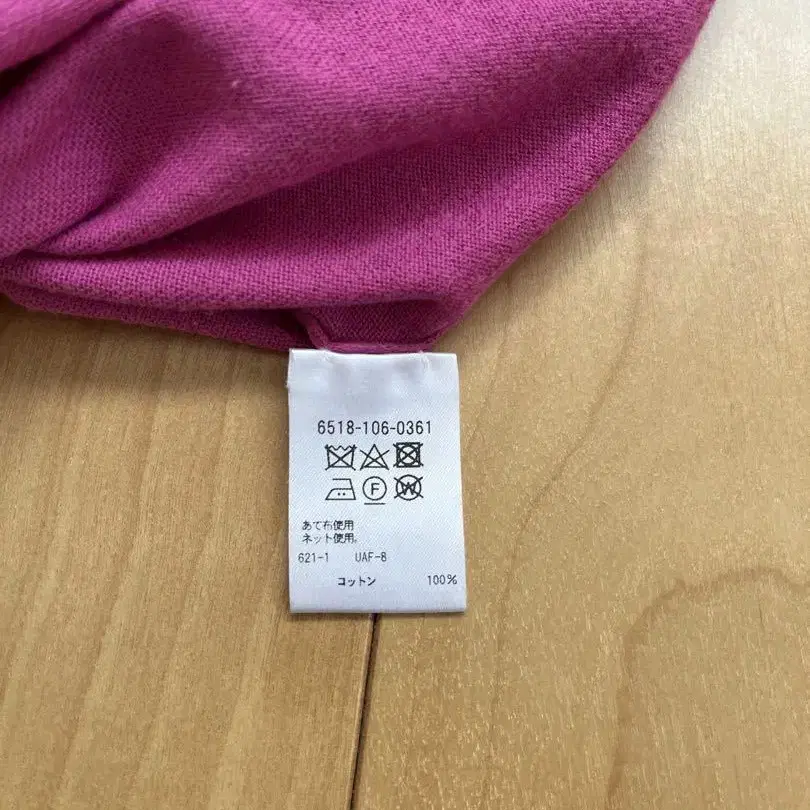 6518-106-0361
F W
あて布使用
ネット使用。
621-1 UAF-8
コットン 100%